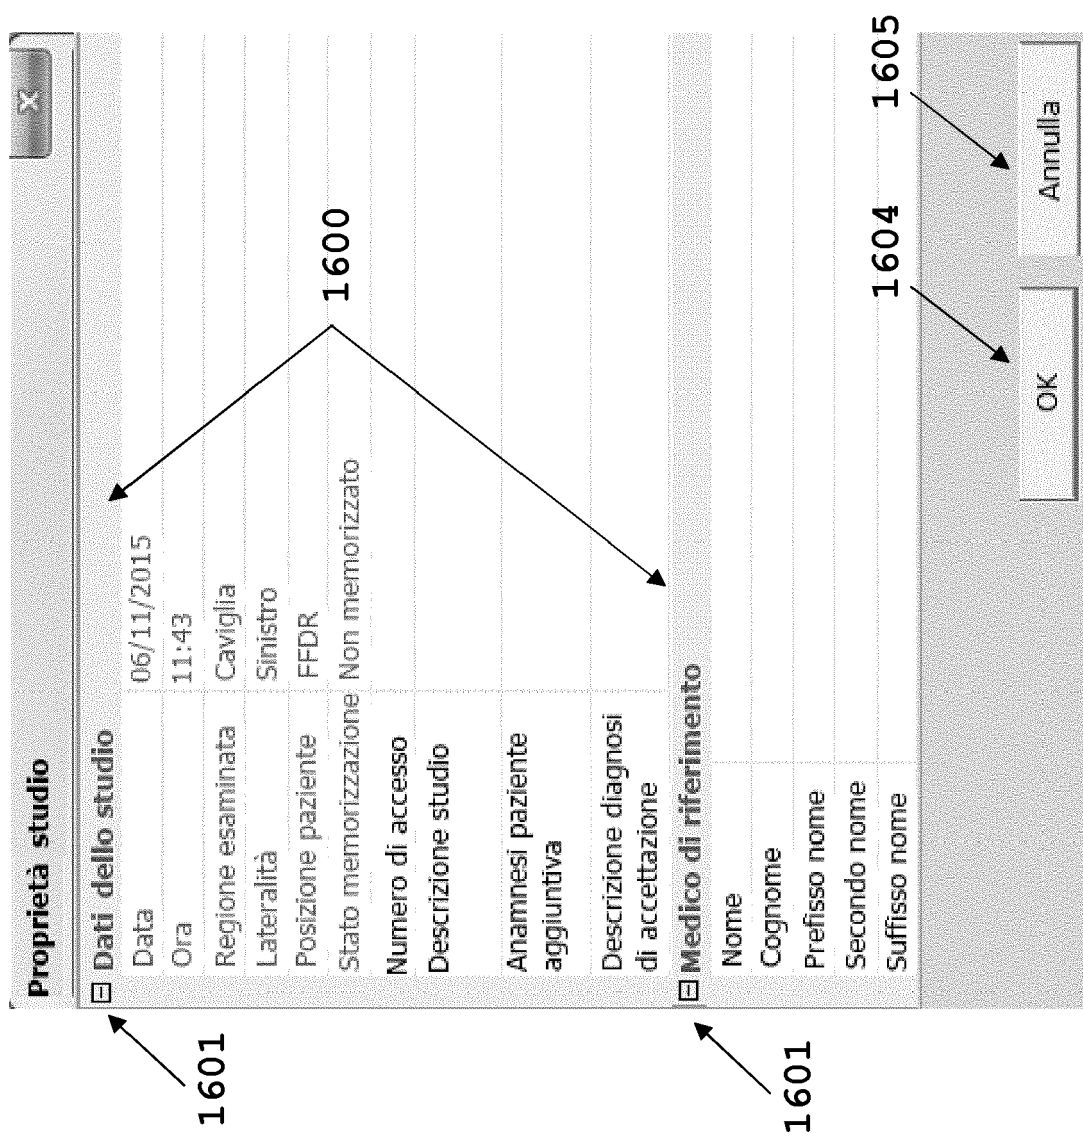 Proprietà studio
X
Dati dello studio
Data 06/11/2015
Ora 11:43
Regione esaminata Caviglia
Lateralità Sinistro
Posizione paziente FFDR
Stato memorizzazione Non memorizzato
Numero di accesso
Descrizione studio
Anamnesi paziente
aggiuntiva
Descrizione diagnosi
di accettazione
Medico di riferimento
Nome
Cognome
Prefisso nome
Secondo nome
Suffisso nome
OK
Annulla
1600
1601
1601
1604
1605